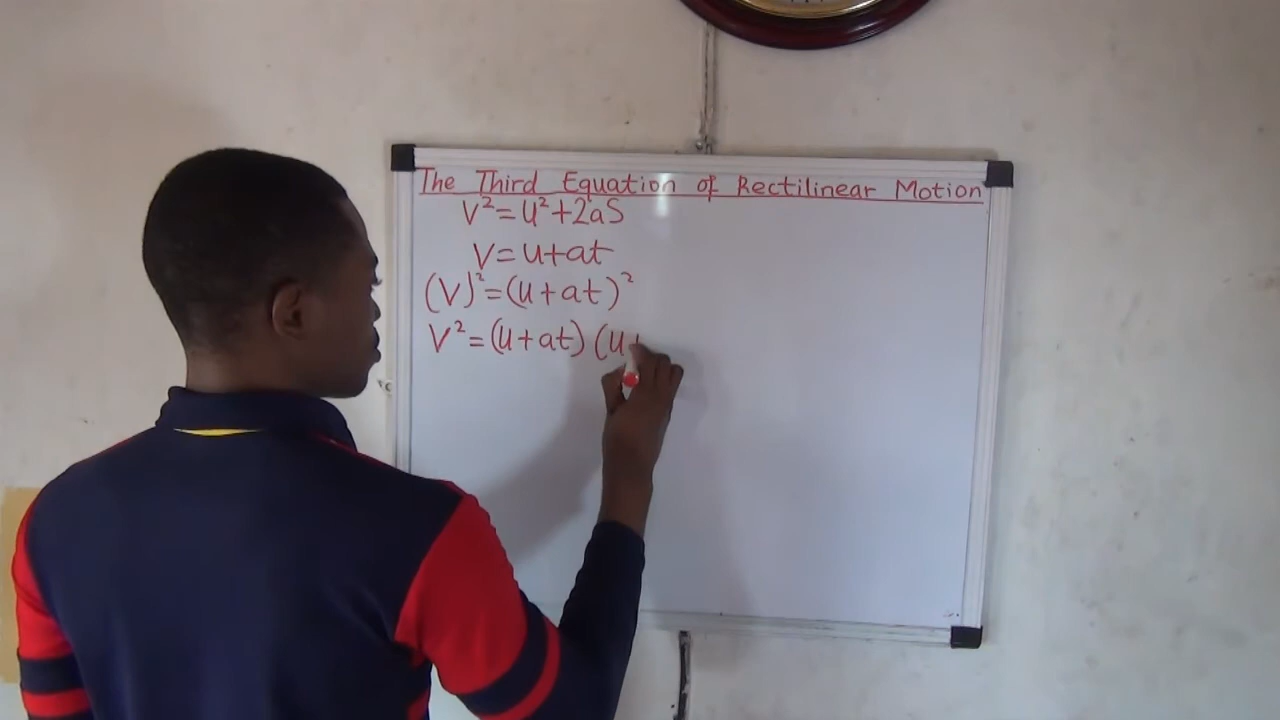 The Third Equation of Rectilinear Motion
V² = U² + 2aS
V = U + at
(V)² = (U + at)²
V² = (U + at) (U +